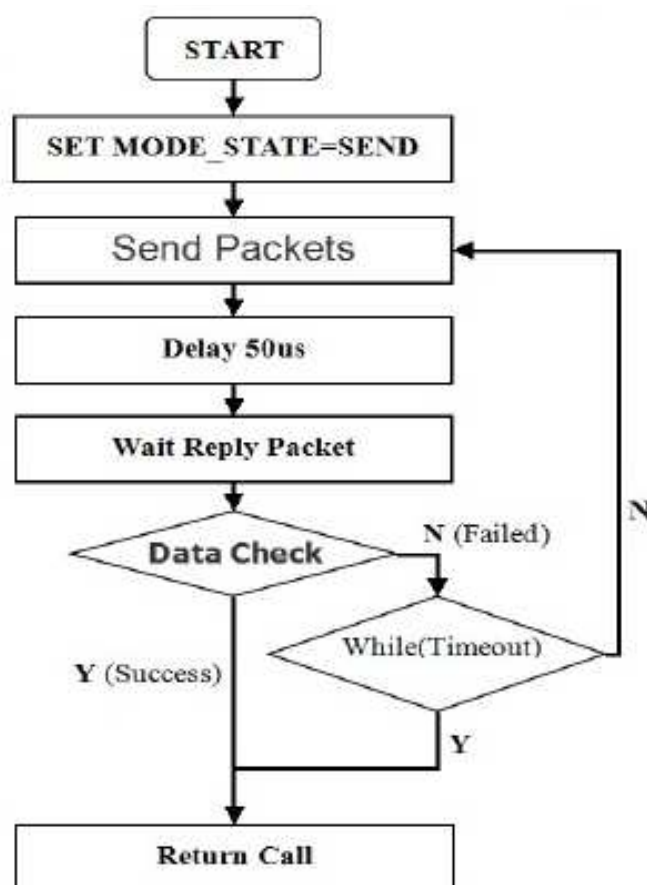 START
SET MODE_STATE=SEND
Send Packets
Delay 50us
Wait Reply Packet
Data Check
N (Failed)
N
While(Timeout)
Y (Success)
Y
Return Call